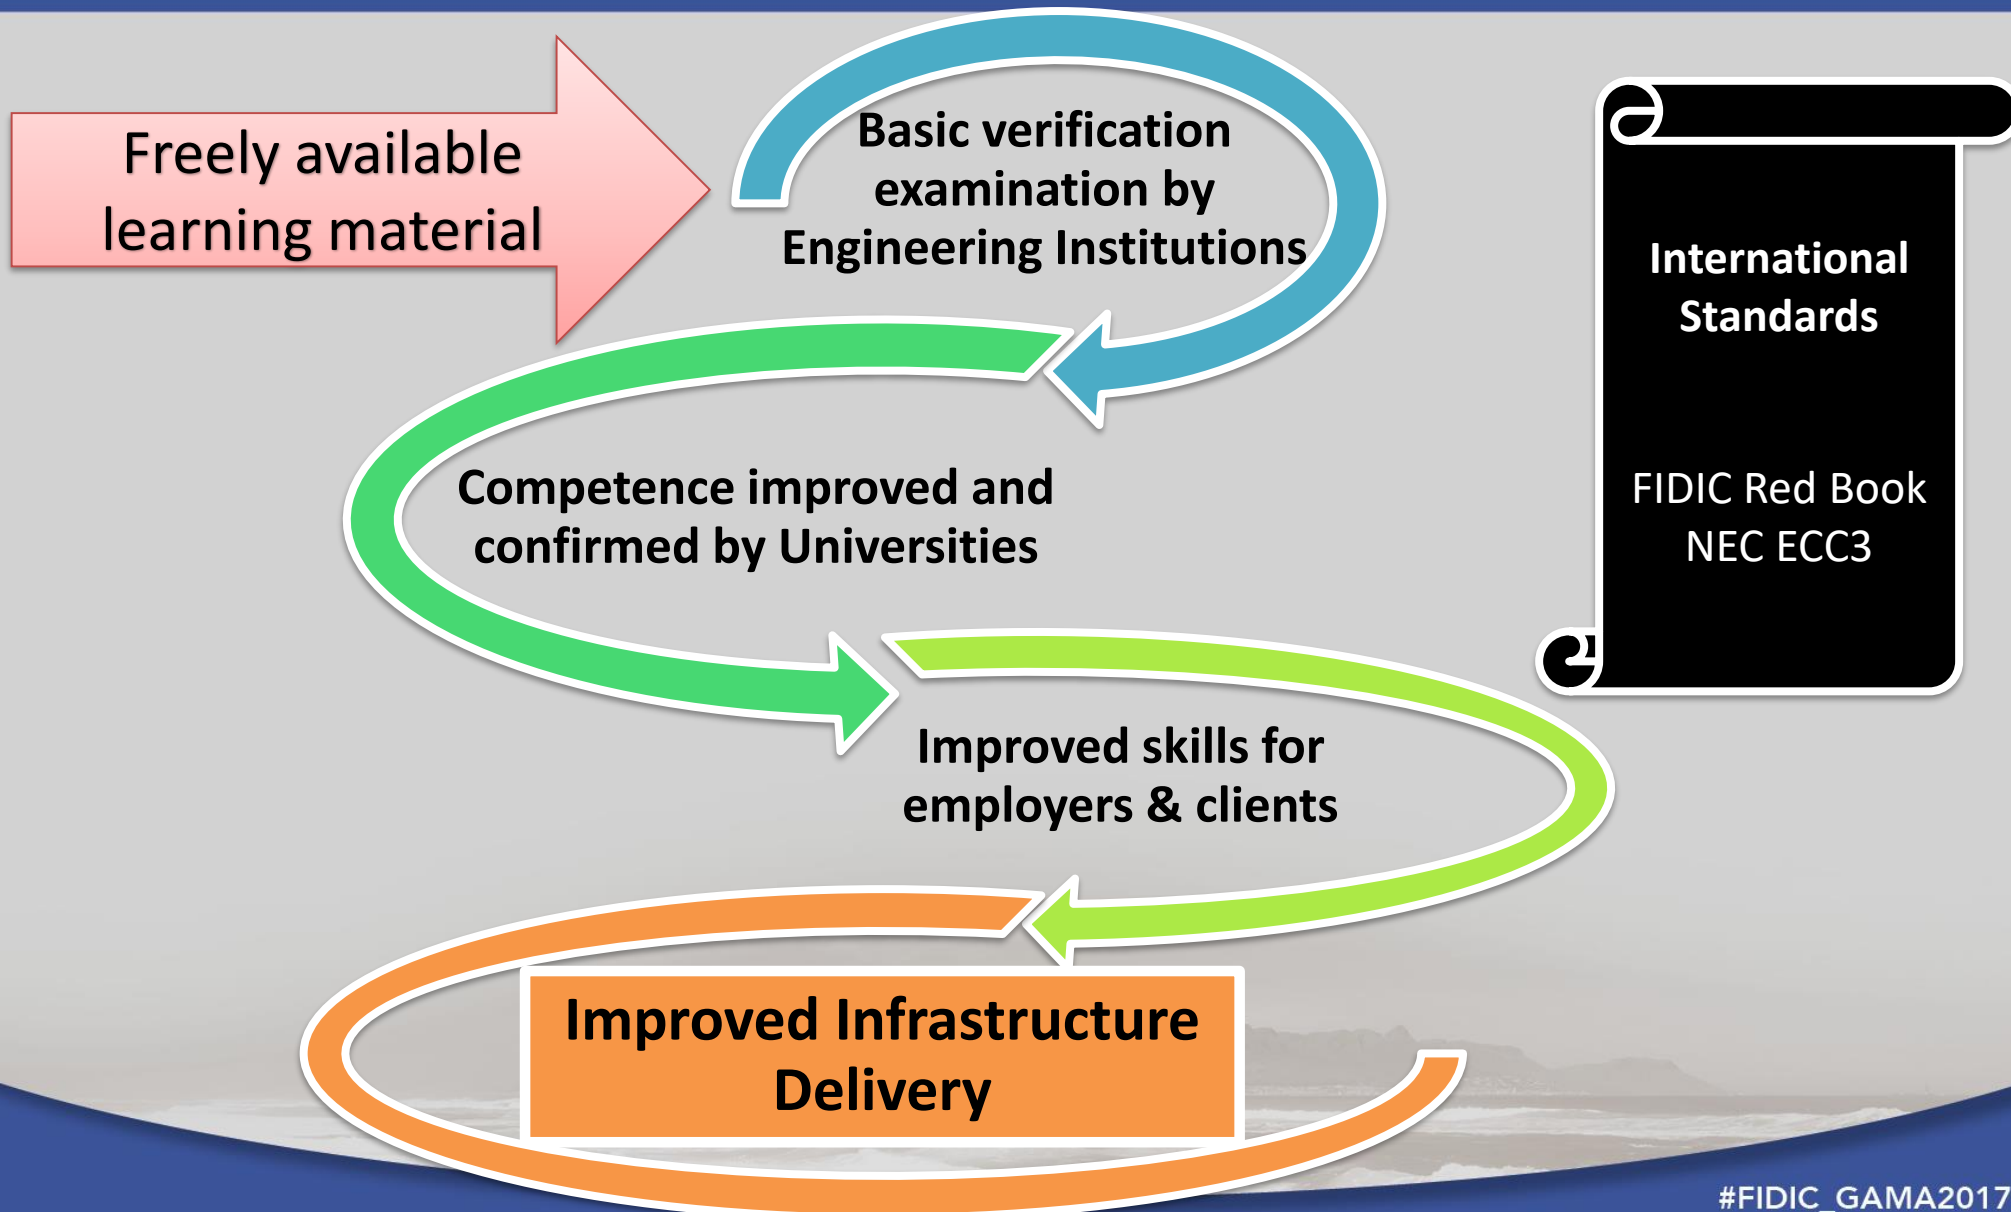 Freely available
learning material
Basic verification
examination by
Engineering Institutions
International
Standards
FIDIC Red Book
NEC ECC3
Competence improved and
confirmed by Universities
Improved skills for
employers & clients
Improved Infrastructure
Delivery
#FIDIC_GAMA2017